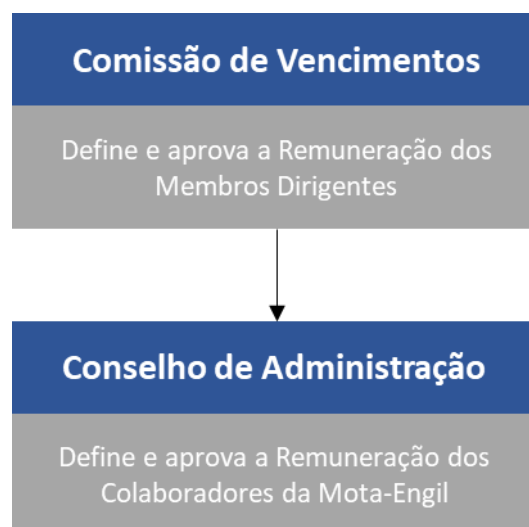 Comissão de Vencimentos
Define e aprova a Remuneração dos
Membros Dirigentes
Conselho de Administração
Define e aprova a Remuneração dos
Colaboradores da Mota-Engil